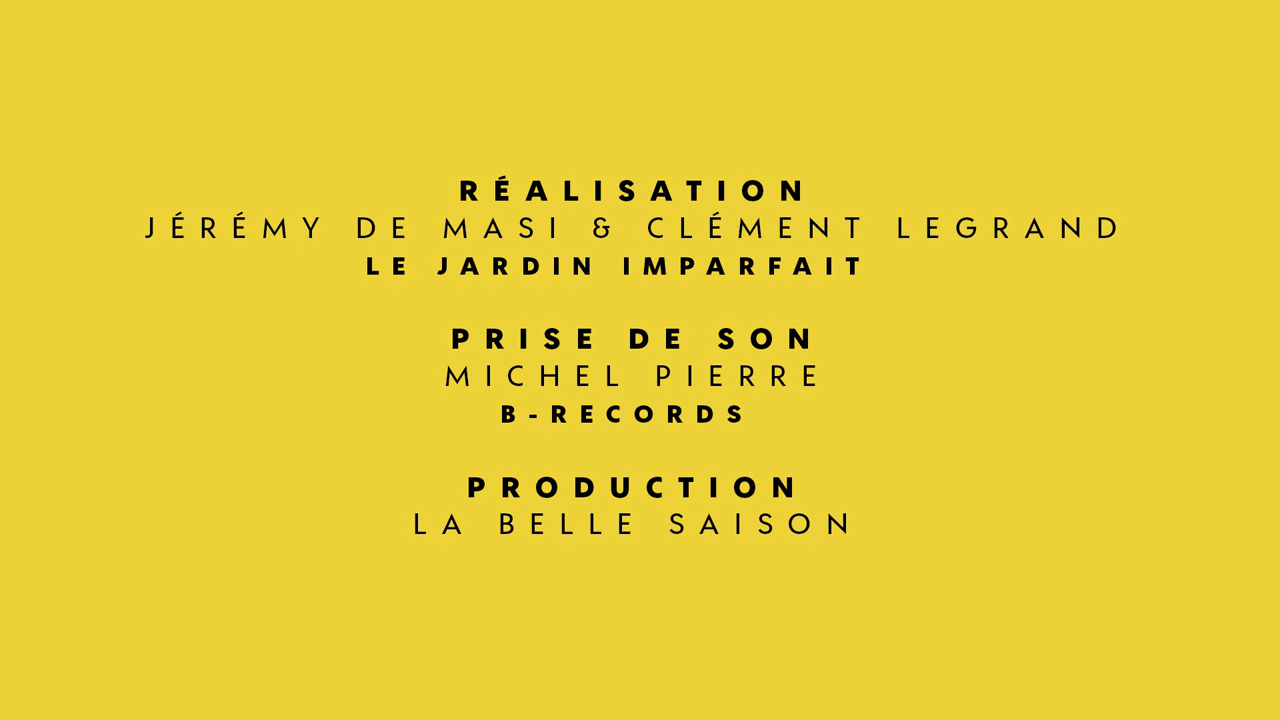 RÉALISATION
JÉRÉMY DE MASI & CLÉMENT LEGRAND
LE JARDIN IMPARFAIT
PRISE DE SON
MICHEL PIERRE
B-RECORDS
PRODUCTION
LA BELLE SAISON